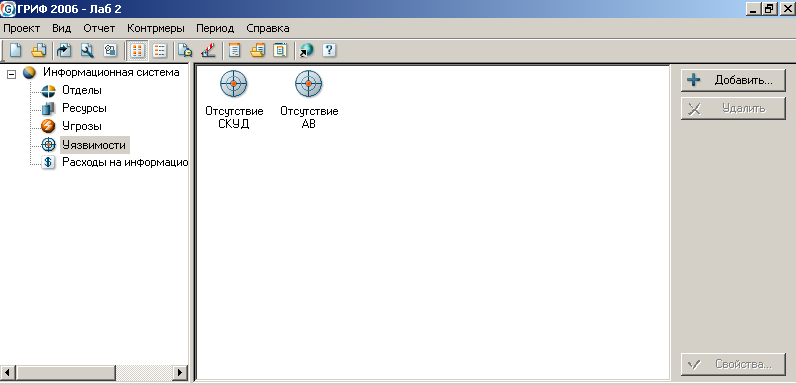 ГРИФ 2006 - Лаб 2
Проект Вид Отчет Контрмеры Период Справка
Информационная система
Отделы
Ресурсы
Угрозы
Уязвимости
Расходы на информацио
Отсутствие
СКУД
Отсутствие
АВ
Добавить...
Удалить
Свойства...